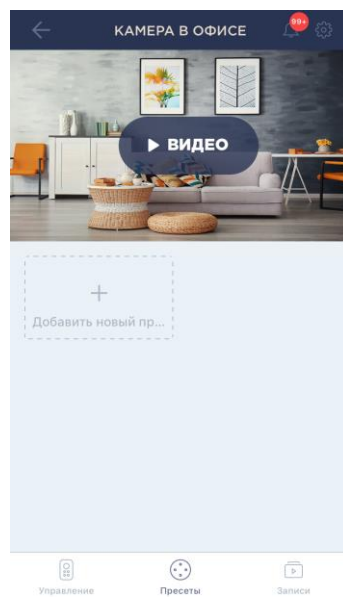 КАМЕРА В ОФИСЕ
99+
ВИДЕО
Добавить новый пр...
Управление
Пресеты
Записи